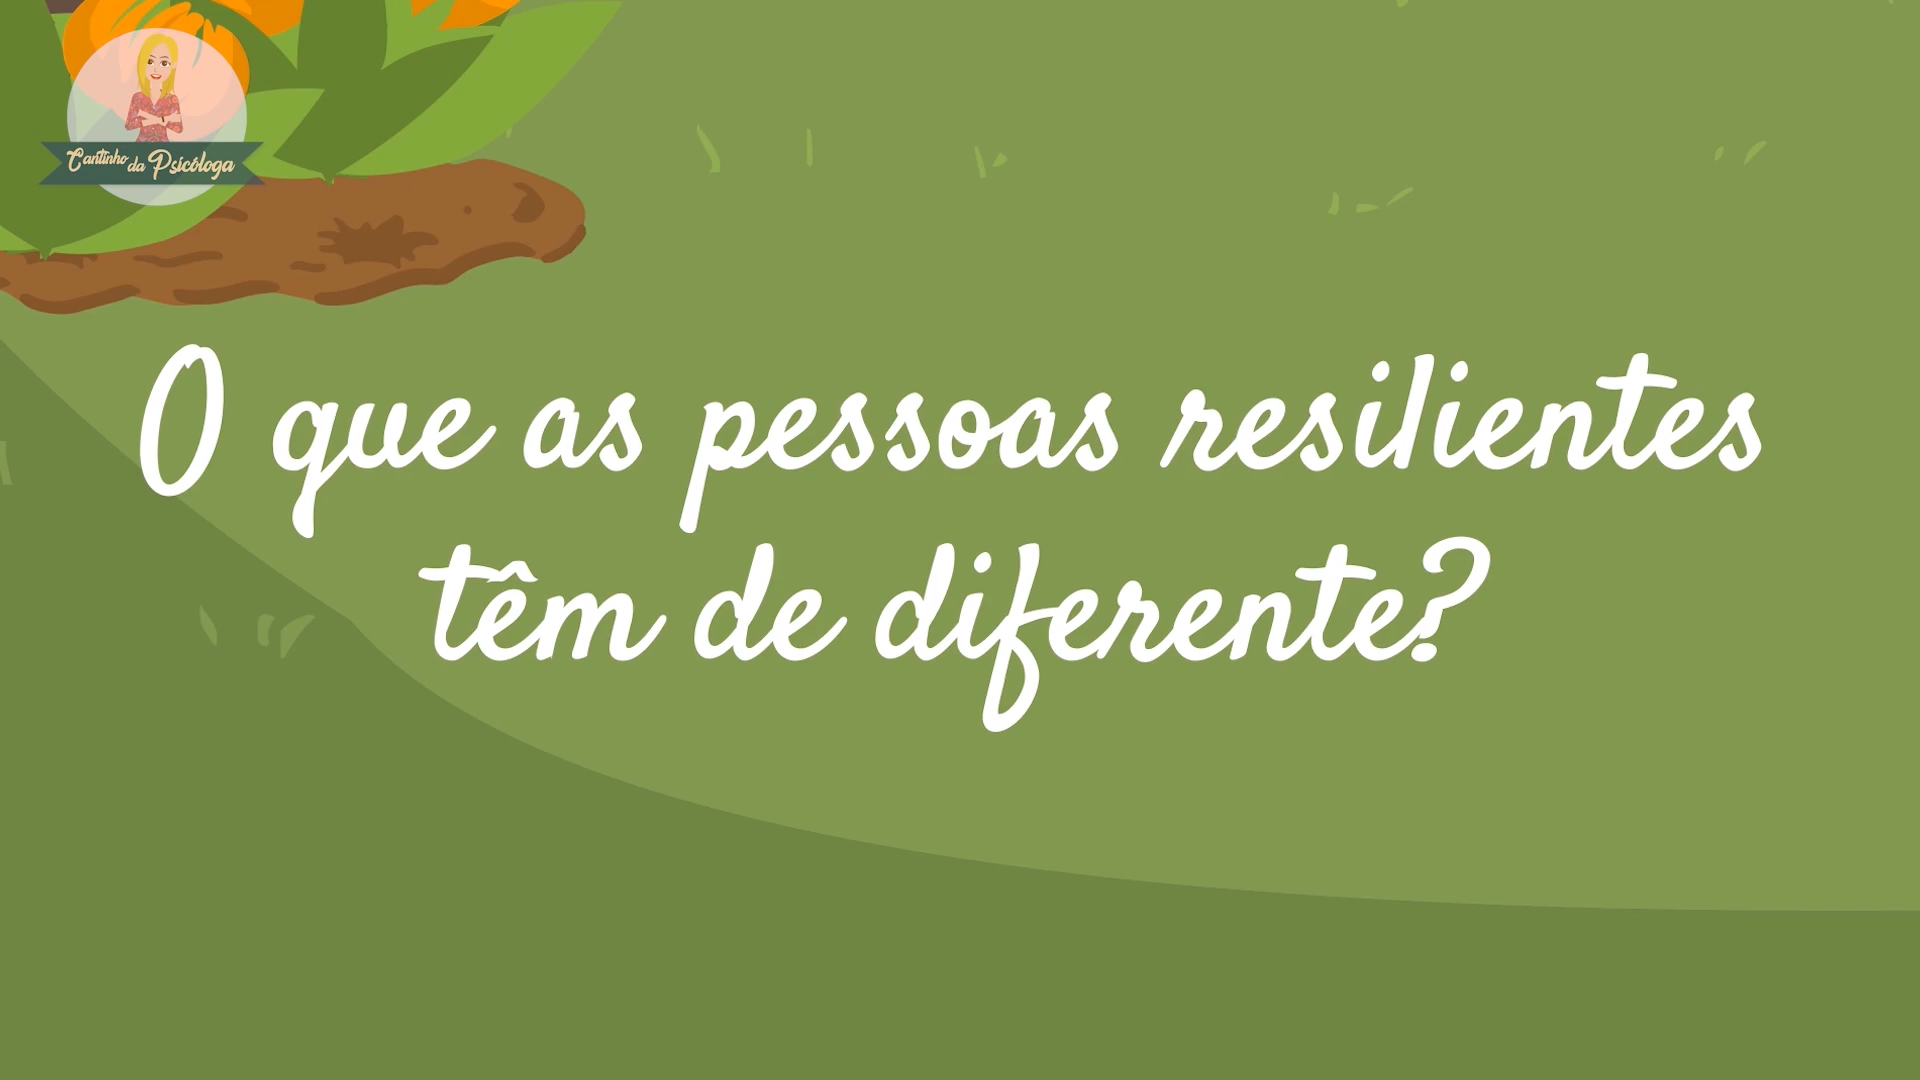 Cantinho da Psicóloga
O que as pessoas resilientes
têm de diferente?